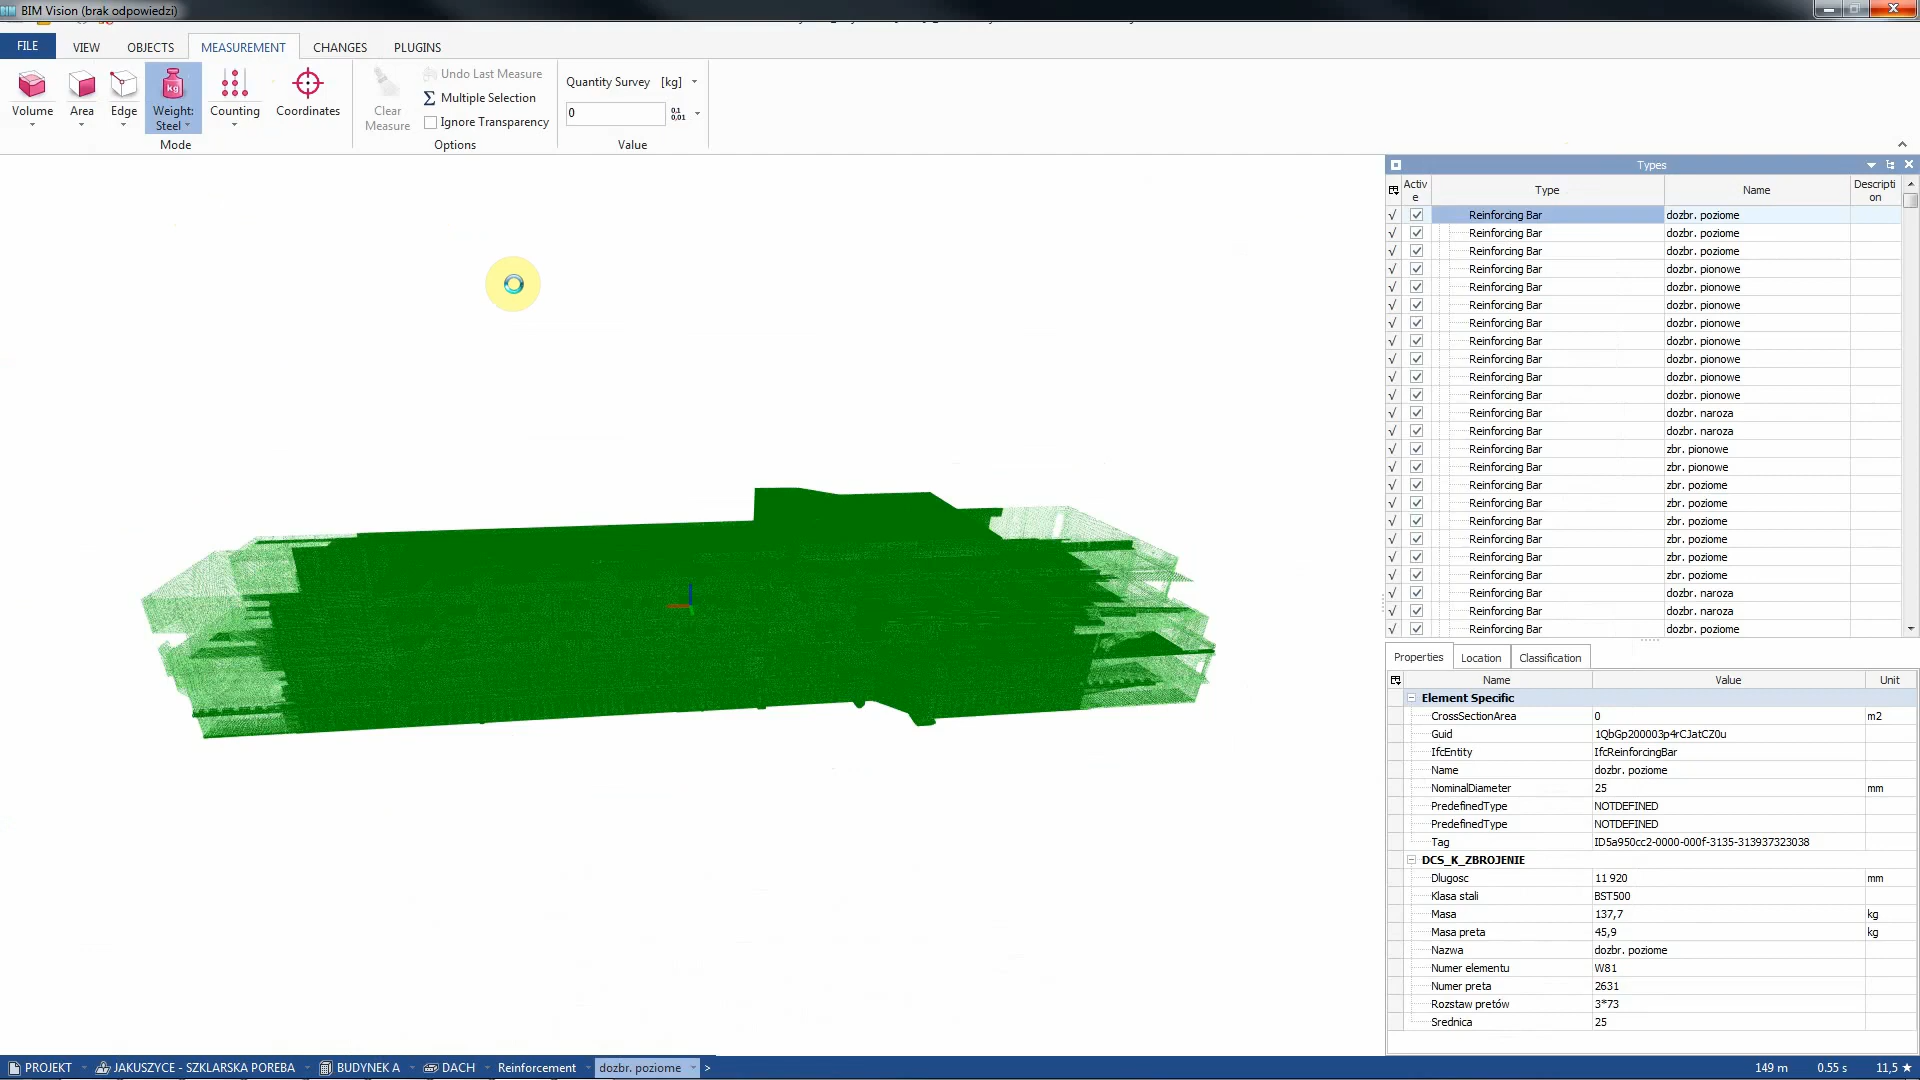 BIM Vision (brak odpowiedzi)
FILE VIEW OBJECTS MEASUREMENT CHANGES PLUGINS
Volume Area Edge Weight: Steel Counting Coordinates
Mode
Clear Measure
Undo Last Measure
Multiple Selection
Ignore Transparency
Options
Quantity Survey [kg]
0
Value
Types
Active Type Name Description
Reinforcing Bar dozbr. poziome
Reinforcing Bar dozbr. poziome
Reinforcing Bar dozbr. poziome
Reinforcing Bar dozbr. pionowe
Reinforcing Bar dozbr. pionowe
Reinforcing Bar dozbr. pionowe
Reinforcing Bar dozbr. pionowe
Reinforcing Bar dozbr. pionowe
Reinforcing Bar dozbr. pionowe
Reinforcing Bar dozbr. pionowe
Reinforcing Bar dozbr. pionowe
Reinforcing Bar dozbr. naroza
Reinforcing Bar dozbr. naroza
Reinforcing Bar zbr. pionowe
Reinforcing Bar zbr. pionowe
Reinforcing Bar zbr. poziome
Reinforcing Bar zbr. poziome
Reinforcing Bar zbr. poziome
Reinforcing Bar zbr. poziome
Reinforcing Bar zbr. poziome
Reinforcing Bar zbr. poziome
Reinforcing Bar dozbr. naroza
Reinforcing Bar dozbr. naroza
Reinforcing Bar dozbr. poziome
Properties Location Classification
Name Value Unit
Element Specific
CrossSectionArea 0 m2
Guid 1QbGp200003p4rCJatCZ0u
IfcEntity IfcReinforcingBar
Name dozbr. poziome
NominalDiameter 25 mm
PredefinedType NOTDEFINED
PredefinedType NOTDEFINED
Tag ID5a950cc2-0000-000f-3135-313937323038
DCS_K_ZBROJENIE
Dlugosc 11 920 mm
Klasa stali BST500
Masa 137,7 kg
Masa preta 45,9 kg
Nazwa dozbr. poziome
Numer elementu W81
Numer preta 2631
Rozstaw pretów 3*73
Srednica 25
PROJEKT JAKUSZYCE - SZKLARSKA POREBA BUDYNEK A DACH Reinforcement dozbr. poziome > 149 m 0.55 s 11,5